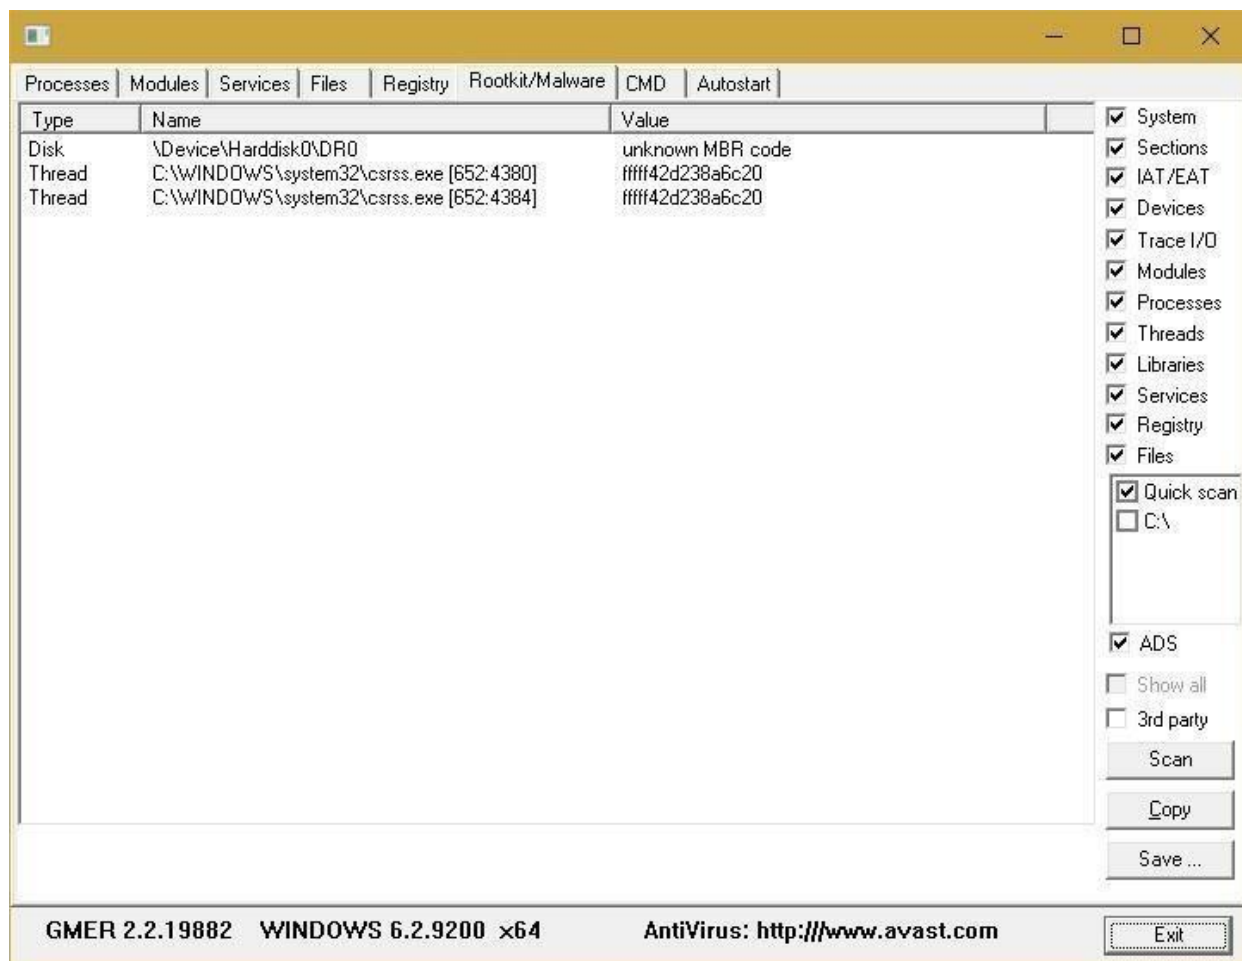 Processes Modules Services Files Registry Rootkit/Malware CMD Autostart
Type Name Value
Disk \Device\Harddisk0\DR0 unknown MBR code
Thread C:\WINDOWS\system32\csrss.exe [652:4380] fffff42d238a6c20
Thread C:\WINDOWS\system32\csrss.exe [652:4384] fffff42d238a6c20
System
Sections
IAT/EAT
Devices
Trace I/O
Modules
Processes
Threads
Libraries
Services
Registry
Files
Quick scan
C:\
ADS
Show all
3rd party
Scan
Copy
Save ...
GMER 2.2.19882 WINDOWS 6.2.9200 x64 AntiVirus: http:///www.avast.com Exit